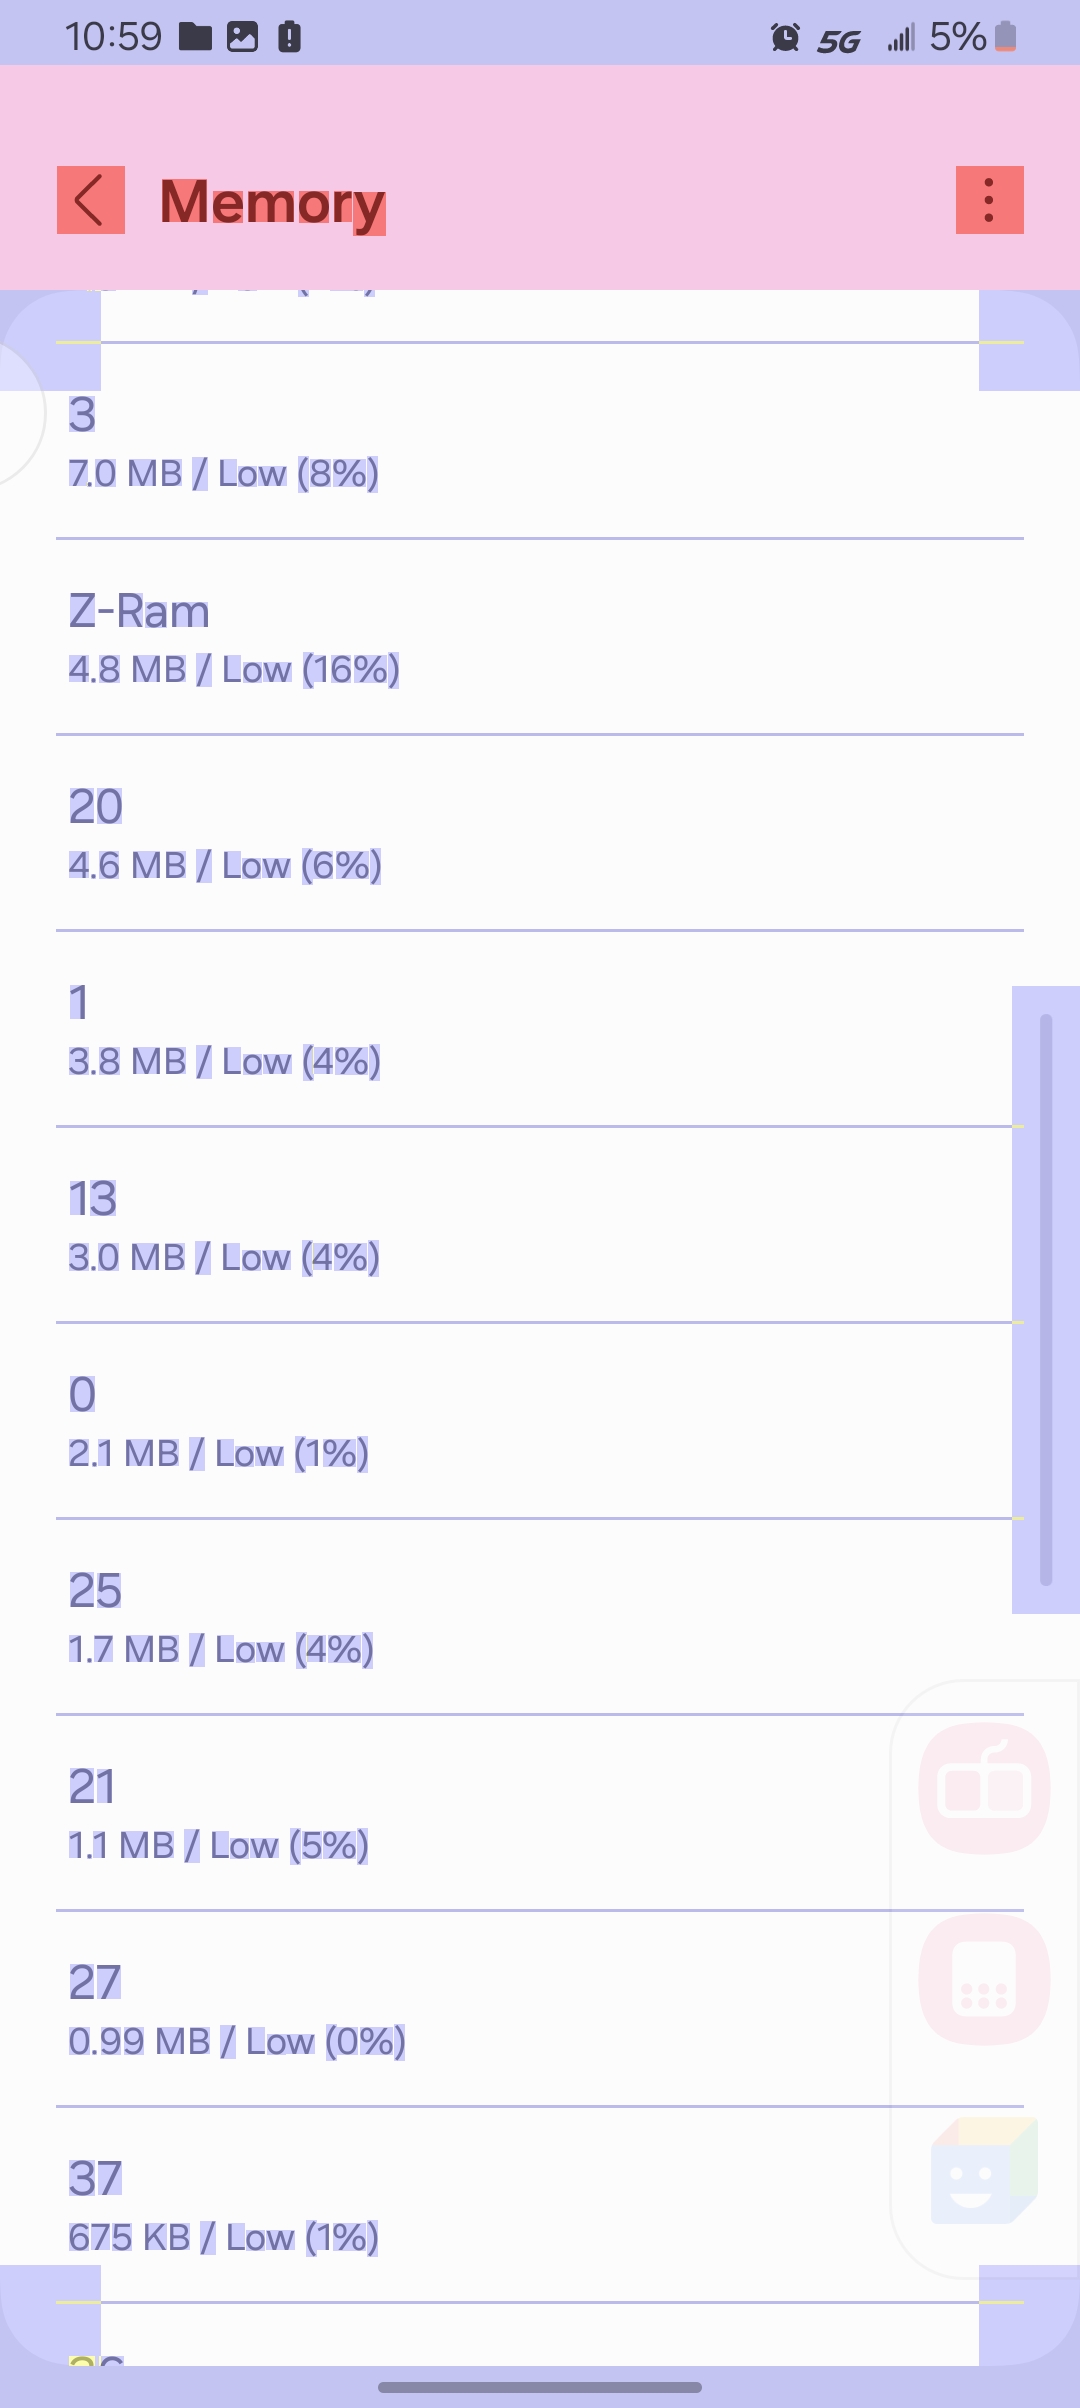 10:59 5G 5%
Memory
3
7.0 MB / Low (8%)
Z-Ram
4.8 MB / Low (16%)
20
4.6 MB / Low (6%)
1
3.8 MB / Low (4%)
13
3.0 MB / Low (4%)
0
2.1 MB / Low (1%)
25
1.7 MB / Low (4%)
21
1.1 MB / Low (5%)
27
0.99 MB / Low (0%)
37
675 KB / Low (1%)